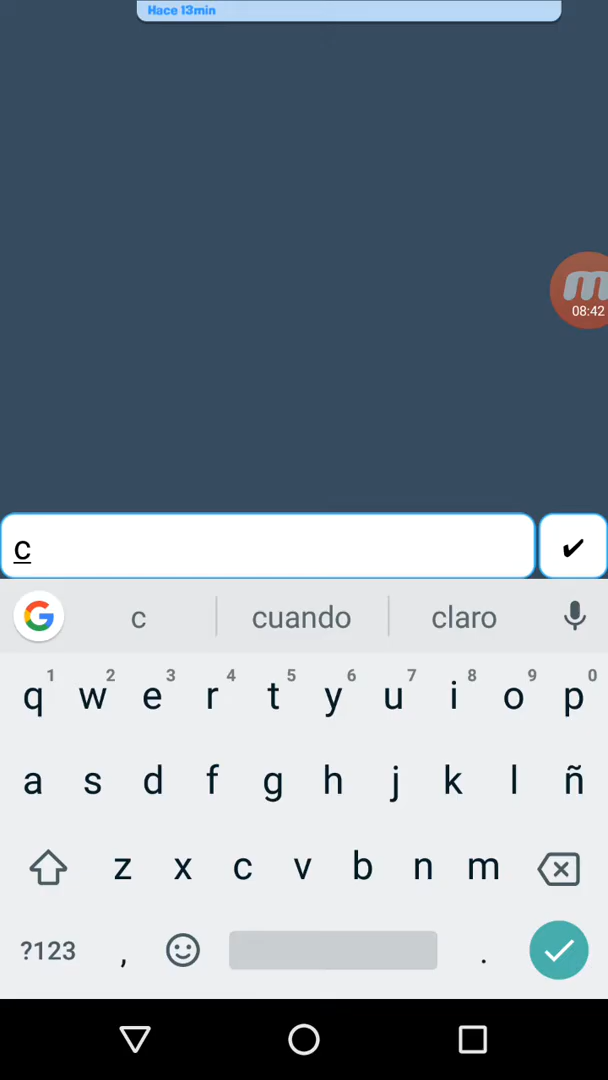 Hace 13min
m
08:42
c
✔
G
c cuando claro
1 2 3 4 5 6 7 8 9 0
q w e r t y u i o p
a s d f g h j k l ñ
z x c v b n m
?123 , .